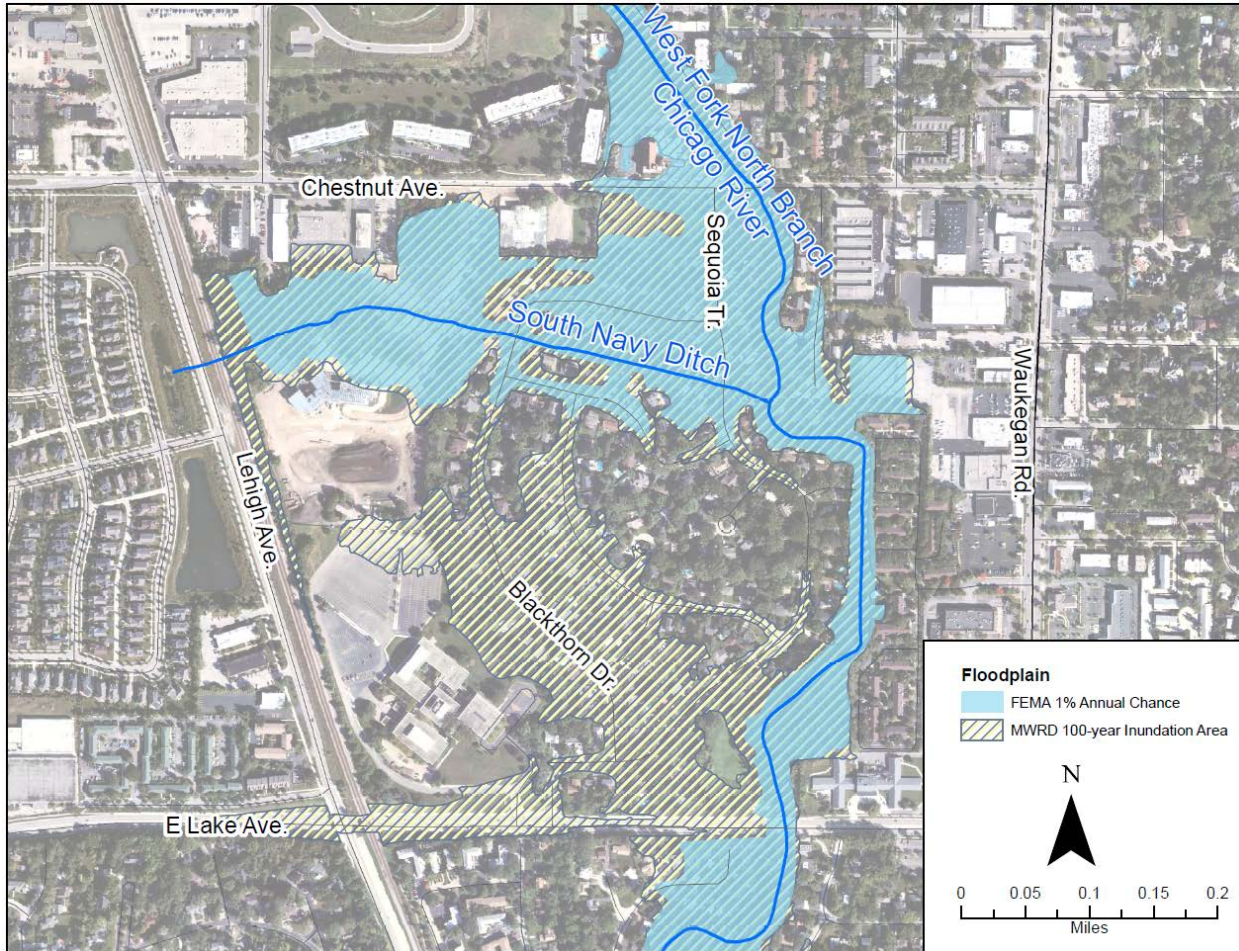 West Fork North Branch
Chicago River
Chestnut Ave.
Sequoia Tr.
South Navy Ditch
Waukegan Rd.
Lehigh Ave.
Blackthorn Dr.
E Lake Ave.
Floodplain
FEMA 1% Annual Chance
MWRD 100-year Inundation Area
N
0 0.05 0.1 0.15 0.2
Miles